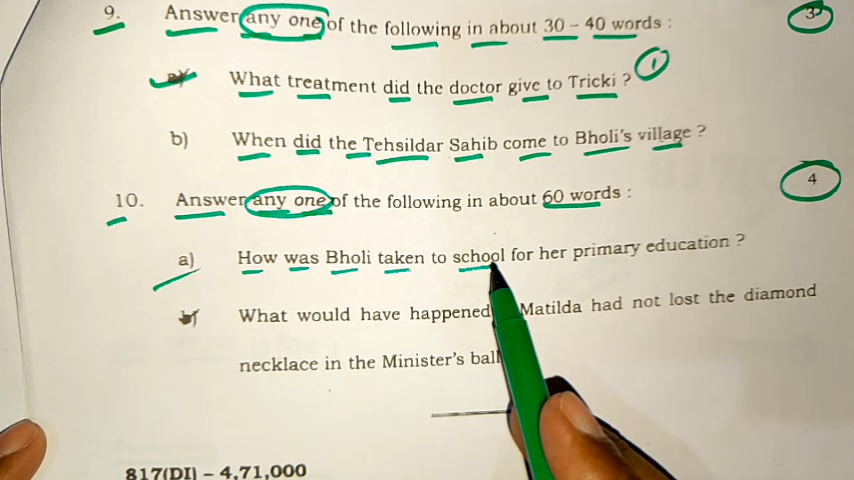 9. Answer any one of the following in about 30 – 40 words : 3
a) What treatment did the doctor give to Tricki ? 1
b) When did the Tehsildar Sahib come to Bholi's village ?
10. Answer any one of the following in about 60 words : 4
a) How was Bholi taken to school for her primary education ?
b) What would have happened Matilda had not lost the diamond
necklace in the Minister's ball
817(DI) – 4,71,000